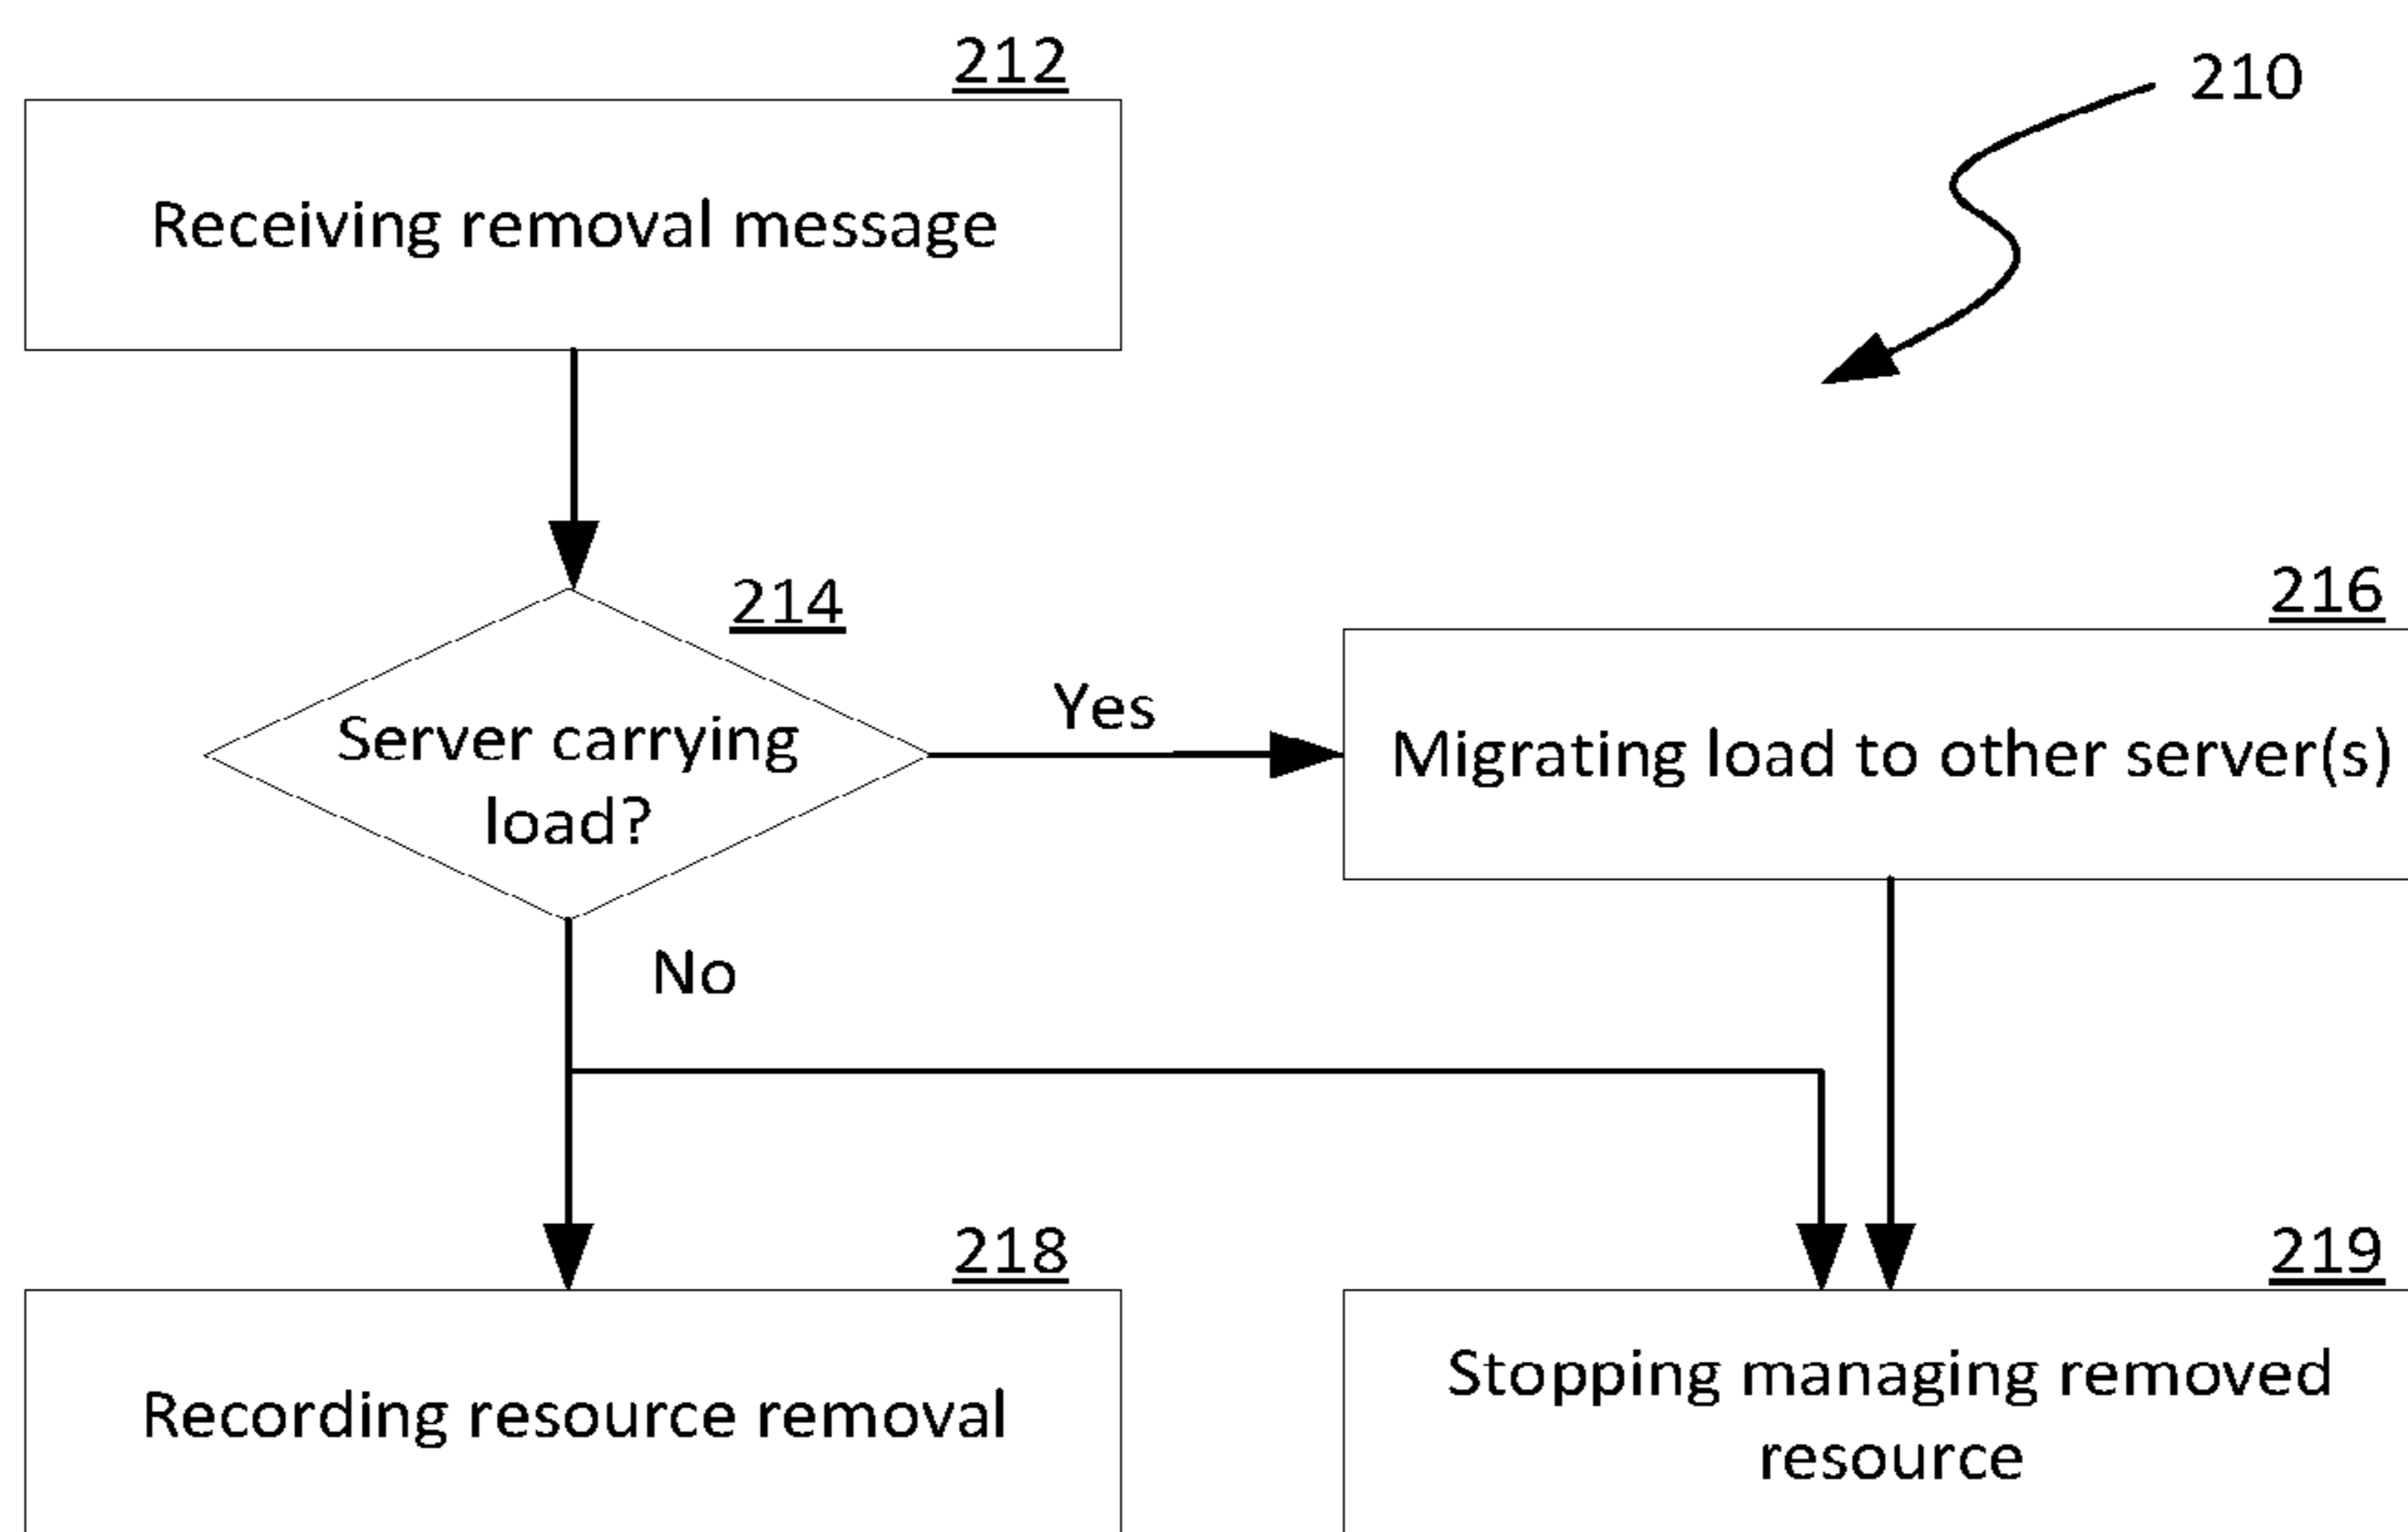 212
210
Receiving removal message
214
216
Yes
Server carrying
load?
Migrating load to other server(s)
No
218
219
Recording resource removal
Stopping managing removed
resource